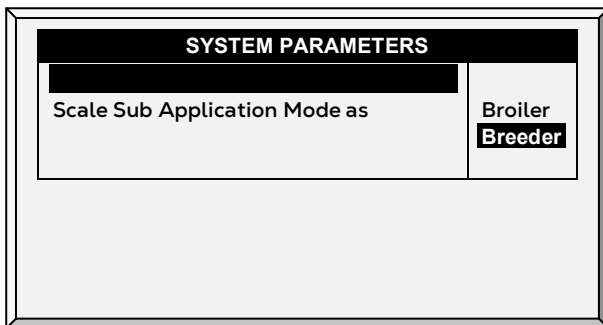 SYSTEM PARAMETERS
Scale Sub Application Mode as Broiler
Breeder